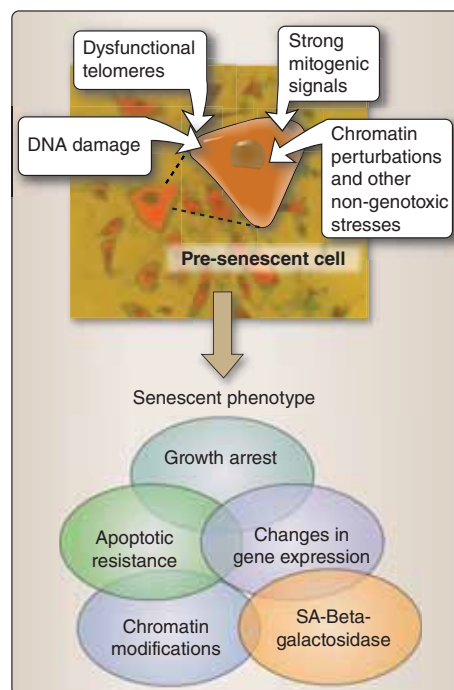 Dysfunctional
telomeres
Strong
mitogenic
signals
DNA damage
Chromatin
perturbations
and other
non-genotoxic
stresses
Pre-senescent cell
Senescent phenotype
Growth arrest
Apoptotic
resistance
Changes in
gene expression
Chromatin
modifications
SA-Beta-
galactosidase